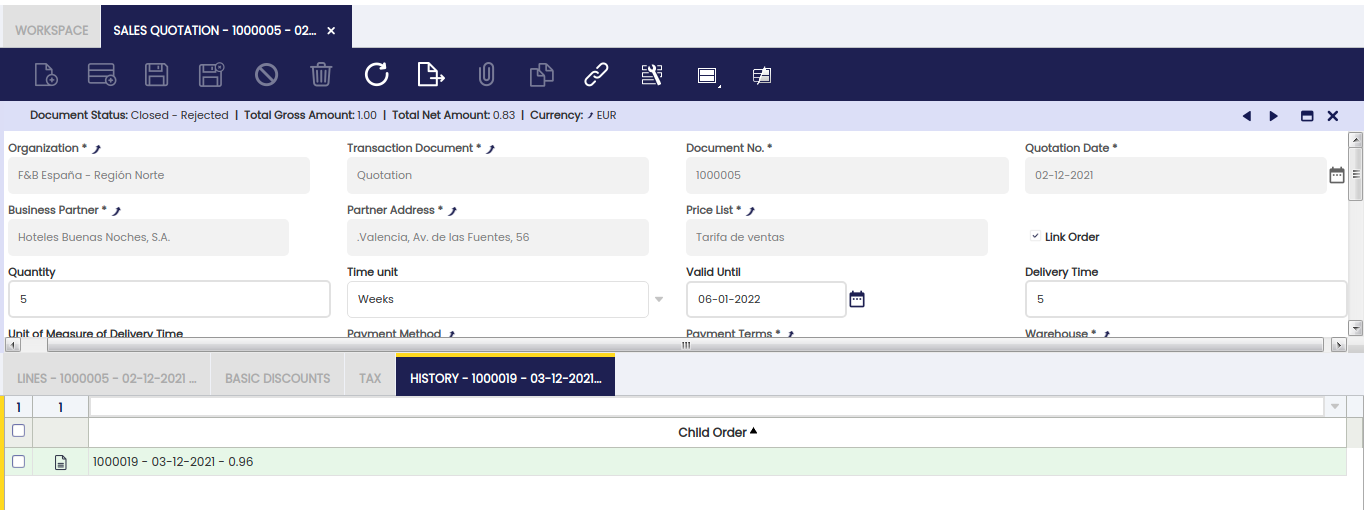 WORKSPACE SALES QUOTATION - 1000005 - 02... ×
Document Status: Closed - Rejected | Total Gross Amount: 1.00 | Total Net Amount: 0.83 | Currency: EUR
Organization * Transaction Document * Document No. * Quotation Date *
F&B España - Región Norte Quotation 1000005 02-12-2021
Business Partner * Partner Address * Price List *
Hoteles Buenas Noches, S.A. .Valencia, Av. de las Fuentes, 56 Tarifa de ventas Link Order
Quantity Time unit Valid Until Delivery Time
5 Weeks 06-01-2022 5
Unit of Measure of Delivery Time Payment Method Payment Terms * Warehouse *
LINES - 1000005 - 02-12-2021 ... BASIC DISCOUNTS TAX HISTORY - 1000019 - 03-12-2021...
1 1
Child Order
1000019 - 03-12-2021 - 0.96